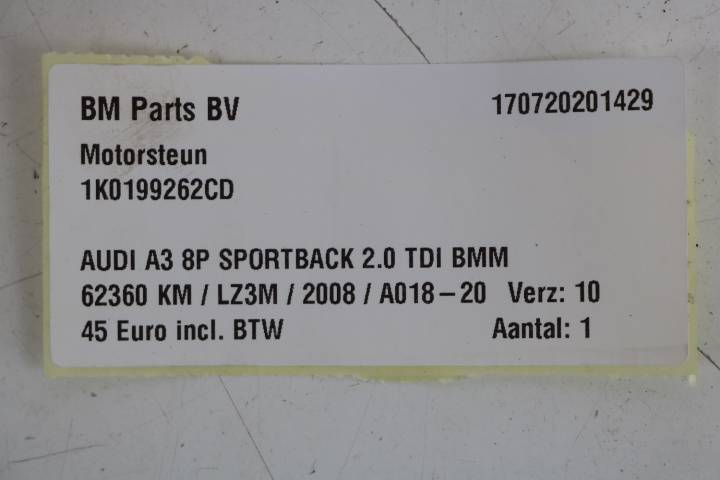 BM Parts BV 170720201429
Motorsteun
1K0199262CD
AUDI A3 8P SPORTBACK 2.0 TDI BMM
62360 KM / LZ3M / 2008 / A018-20 Verz: 10
45 Euro incl. BTW Aantal: 1